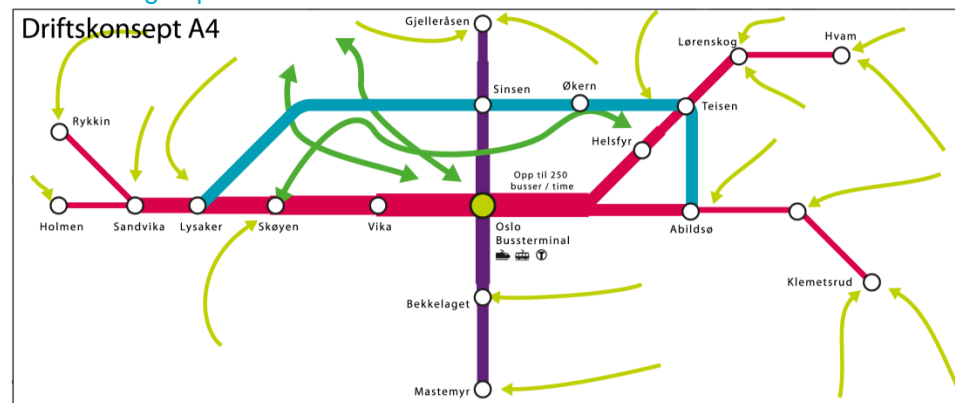 Driftskonsept A4
Gjelleråsen
Lørenskog
Hvam
Sinsen
Økern
Teisen
Rykkin
Helsfyr
Opp til 250
busser / time
Holmen
Sandvika
Lysaker
Skøyen
Vika
Oslo
Bussterminal
Abildsø
Klemetsrud
Bekkelaget
Mastemyr